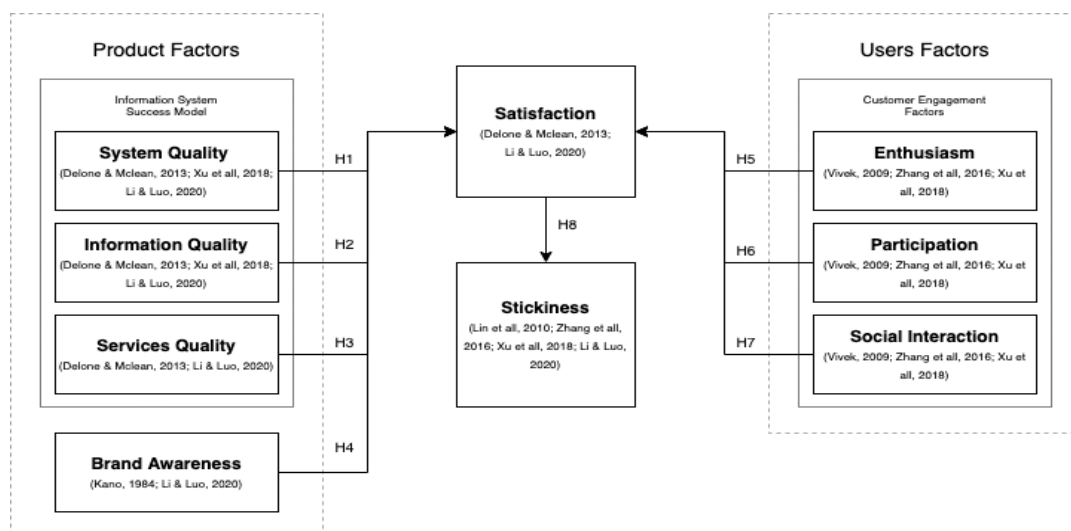 Product Factors
Information System
Success Model
System Quality
(Delone & Mclean, 2013; Xu et all, 2018;
Li & Luo, 2020)
Information Quality
(Delone & Mclean, 2013; Xu et all, 2018;
Li & Luo, 2020)
Services Quality
(Delone & Mclean, 2013; Li & Luo, 2020)
Brand Awareness
(Kano, 1984; Li & Luo, 2020)
H1
H2
H3
H4
Satisfaction
(Delone & Mclean, 2013;
Li & Luo, 2020)
H8
Stickiness
(Lin et all, 2010; Zhang et all,
2016; Xu et all, 2018; Li & Luo,
2020)
H5
H6
H7
Users Factors
Customer Engagement
Factors
Enthusiasm
(Vivek, 2009; Zhang et all, 2016; Xu et
all, 2018)
Participation
(Vivek, 2009; Zhang et all, 2016; Xu et
all, 2018)
Social Interaction
(Vivek, 2009; Zhang et all, 2016; Xu et
all, 2018)